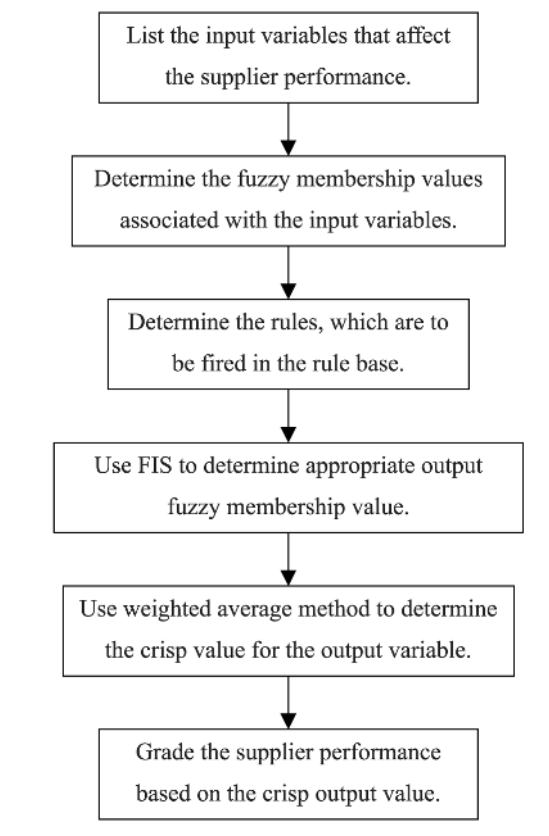 List the input variables that affect
the supplier performance.
Determine the fuzzy membership values
associated with the input variables.
Determine the rules, which are to
be fired in the rule base.
Use FIS to determine appropriate output
fuzzy membership value.
Use weighted average method to determine
the crisp value for the output variable.
Grade the supplier performance
based on the crisp output value.